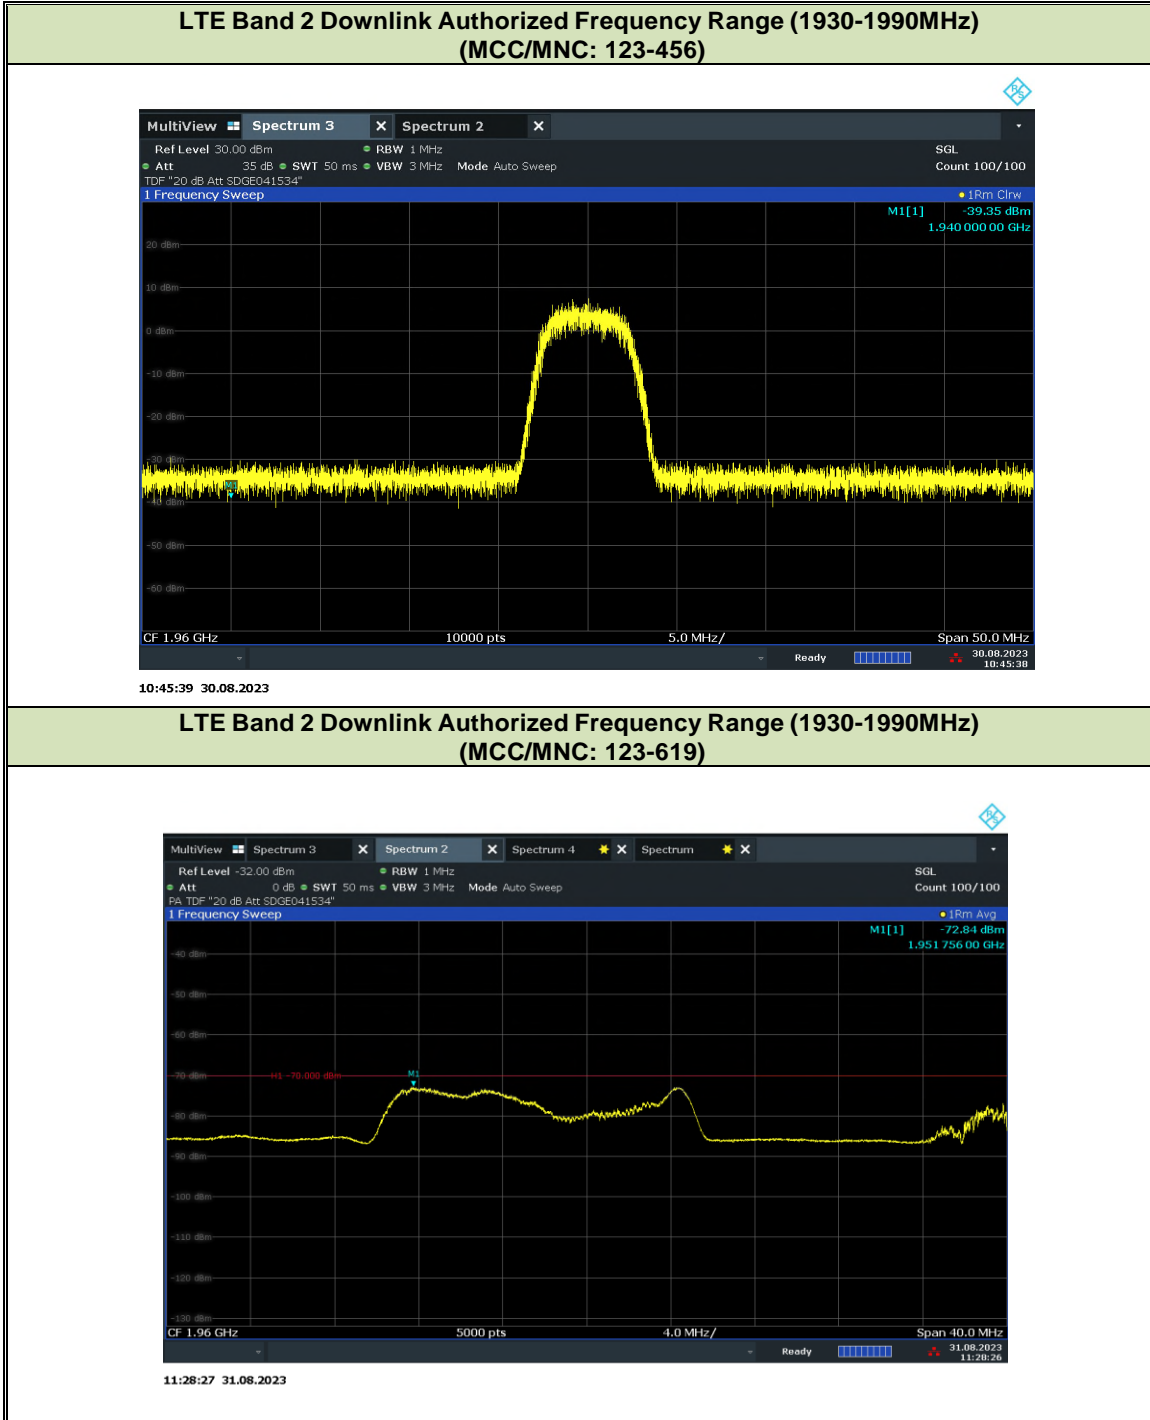 LTE Band 2 Downlink Authorized Frequency Range (1930-1990MHz)
(MCC/MNC: 123-456)
R S
MultiView Spectrum 3 X Spectrum 2 X
Ref Level 30.00 dBm RBW 1 MHz SGL
Att 35 dB SWT 50 ms VBW 3 MHz Mode Auto Sweep Count 100/100
TDF "20 dB Att SDGE041534"
1 Frequency Sweep 1Rm Clrw
M1[1] -39.35 dBm
1.940 000 00 GHz
20 dBm
10 dBm
0 dBm
-10 dBm
-20 dBm
-30 dBm
M1
-40 dBm
-50 dBm
-60 dBm
CF 1.96 GHz 10000 pts 5.0 MHz/ Span 50.0 MHz
Ready 30.08.2023
10:45:38
10:45:39 30.08.2023
LTE Band 2 Downlink Authorized Frequency Range (1930-1990MHz)
(MCC/MNC: 123-619)
R S
MultiView Spectrum 3 X Spectrum 2 X Spectrum 4 X Spectrum X
Ref Level -32.00 dBm RBW 1 MHz SGL
Att 0 dB SWT 50 ms VBW 3 MHz Mode Auto Sweep Count 100/100
PA TDF "20 dB Att SDGE041534"
1 Frequency Sweep 1Rm Avg
M1[1] -72.84 dBm
1.951 756 00 GHz
-40 dBm
-50 dBm
-60 dBm
-70 dBm H1 -70.000 dBm M1
-80 dBm
-90 dBm
-100 dBm
-110 dBm
-120 dBm
-130 dBm
CF 1.96 GHz 5000 pts 4.0 MHz/ Span 40.0 MHz
Ready 31.08.2023
11:28:26
11:28:27 31.08.2023